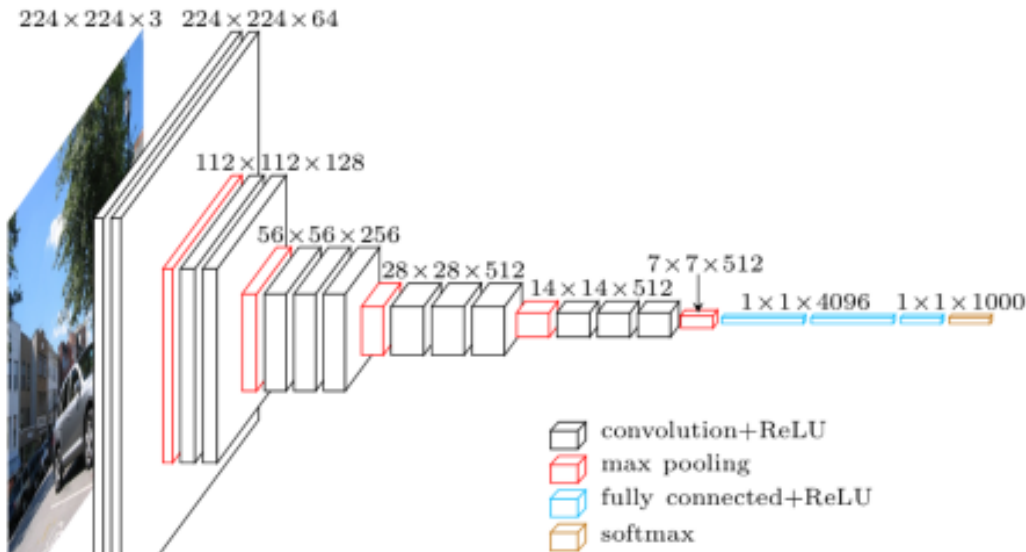 224×224×3
224×224×64
112×112×128
56×56×256
28×28×512
14×14×512
7×7×512
1×1×4096
1×1×1000
convolution+ReLU
max pooling
fully connected+ReLU
softmax